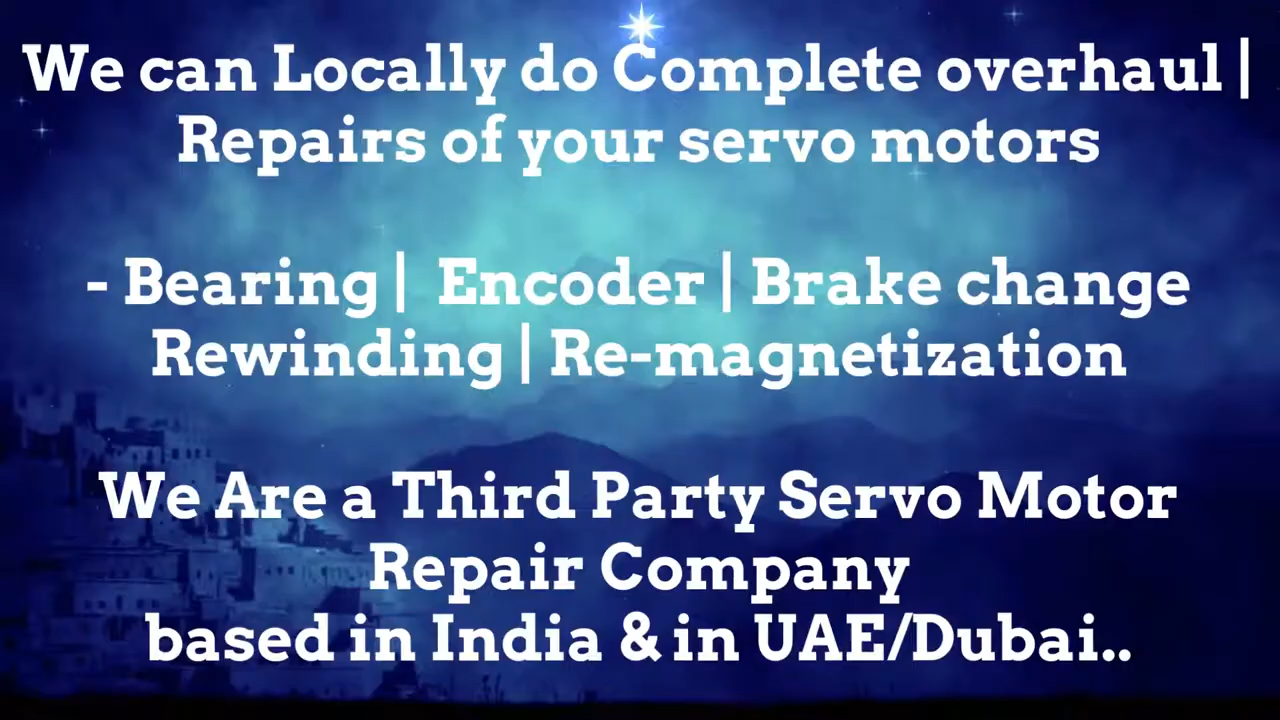 We can Locally do Complete overhaul |
Repairs of your servo motors
- Bearing | Encoder | Brake change
Rewinding | Re-magnetization
We Are a Third Party Servo Motor
Repair Company
based in India & in UAE/Dubai..